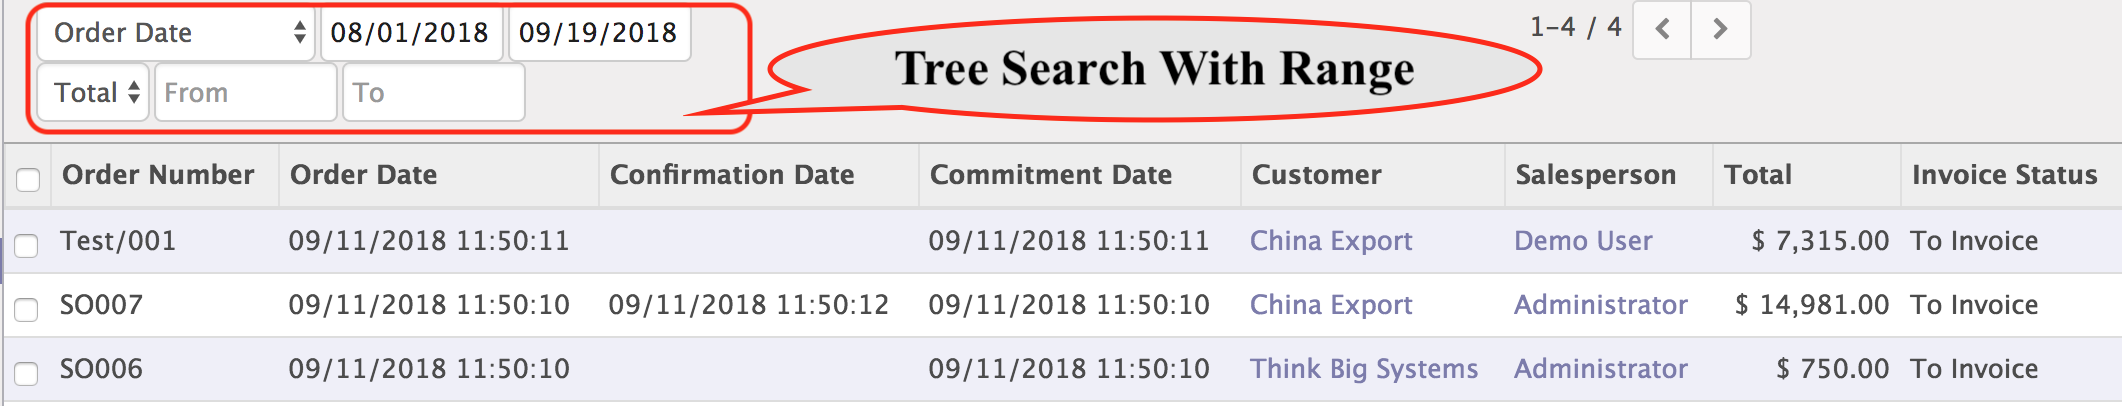 Order Date 08/01/2018 09/19/2018
1-4 / 4
Total From To
Tree Search With Range
Order Number Order Date Confirmation Date Commitment Date Customer Salesperson Total Invoice Status
Test/001 09/11/2018 11:50:11 09/11/2018 11:50:11 China Export Demo User $ 7,315.00 To Invoice
SO007 09/11/2018 11:50:10 09/11/2018 11:50:12 09/11/2018 11:50:10 China Export Administrator $ 14,981.00 To Invoice
SO006 09/11/2018 11:50:10 09/11/2018 11:50:10 Think Big Systems Administrator $ 750.00 To Invoice